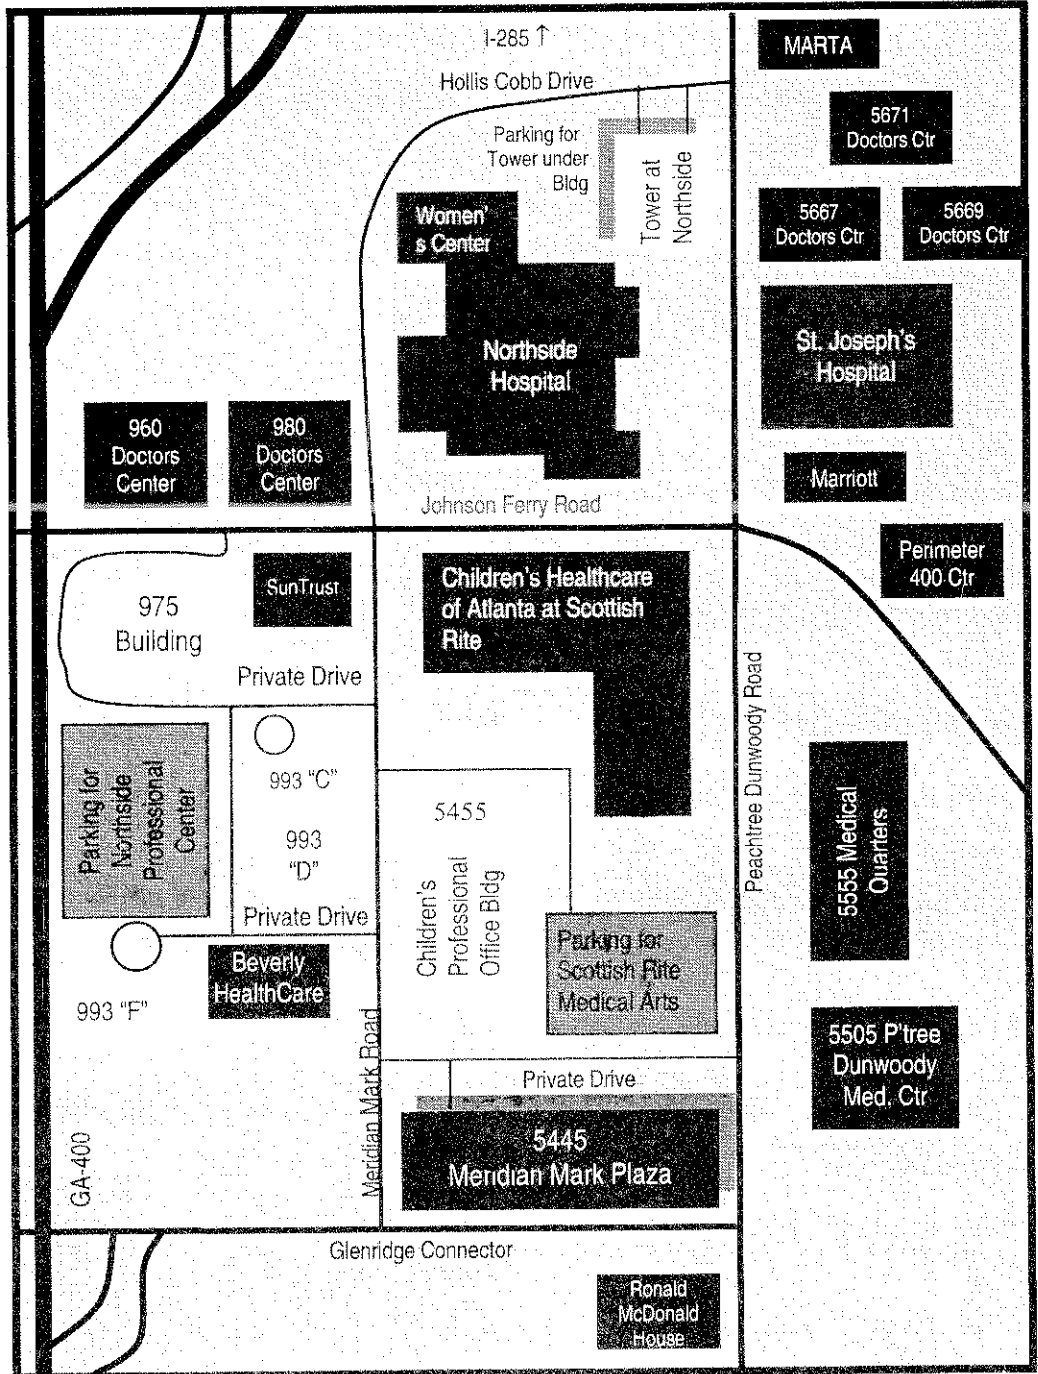 I-285 ↑
Hollis Cobb Drive
MARTA
5671
Doctors Ctr
Parking for
Tower under
Bldg
Tower at
Northside
Women'
s Center
5667
Doctors Ctr
5669
Doctors Ctr
Northside
Hospital
St. Joseph's
Hospital
960
Doctors
Center
980
Doctors
Center
Marriott
Johnson Ferry Road
Perimeter
400 Ctr
975
Building
SunTrust
Children's Healthcare
of Atlanta at Scottish
Rite
Private Drive
Peachtree Dunwoody Road
Parking for
Northside
Professional
Center
993 "C"
993
"D"
5455
Children's
Professional
Office Bldg
5555 Medical
Quarters
Private Drive
Parking for
Scottish Rite
Medical Arts
Beverly
HealthCare
993 "F"
Meridian Mark Road
5505 P'tree
Dunwoody
Med. Ctr
Private Drive
GA-400
5445
Meridian Mark Plaza
Glenridge Connector
Ronald
McDonald
House